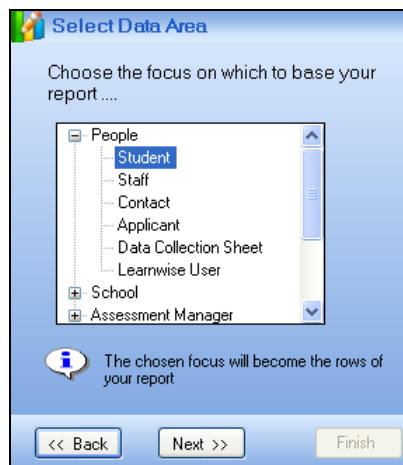 Select Data Area
Choose the focus on which to base your
report ....
People
Student
Staff
Contact
Applicant
Data Collection Sheet
Learnwise User
School
Assessment Manager
The chosen focus will become the rows of
your report
<< Back
Next >>
Finish